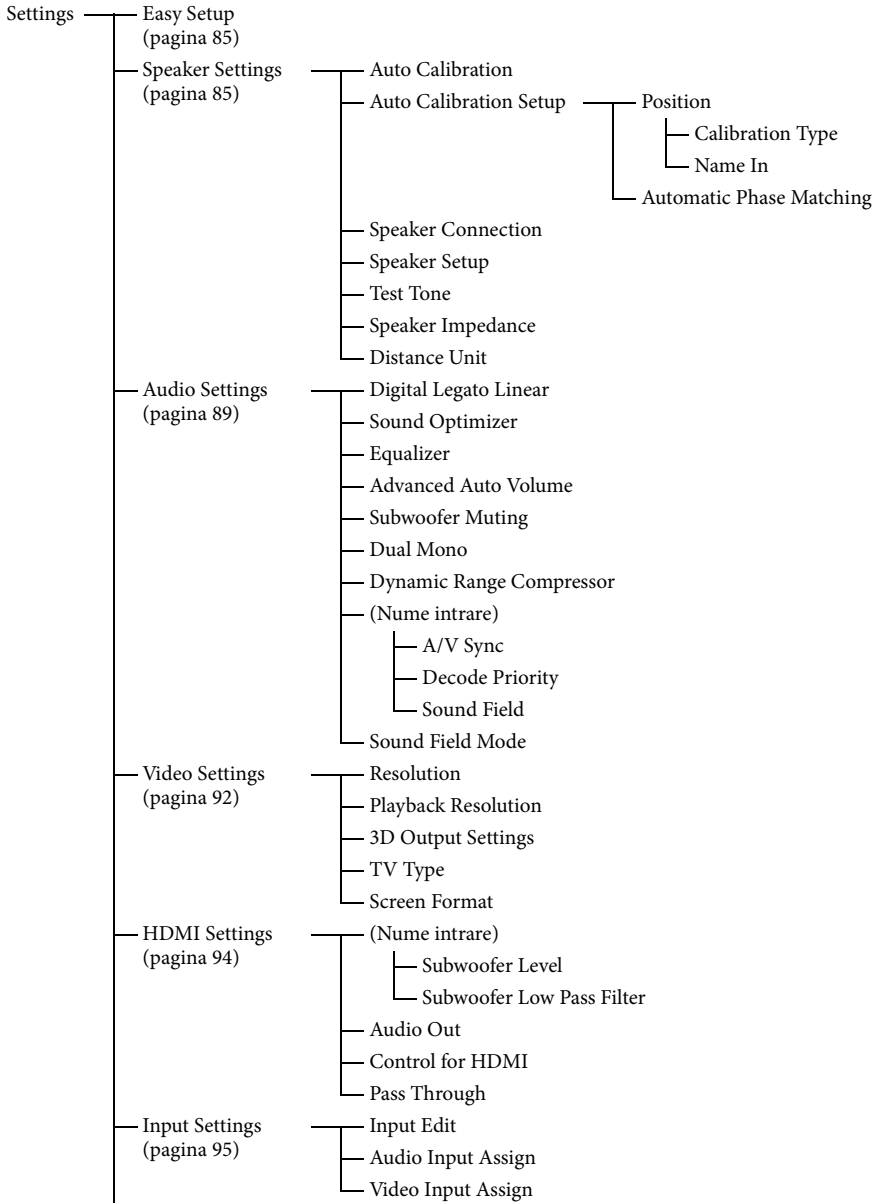 Settings
Easy Setup
(pagina 85)
Speaker Settings
(pagina 85)
Auto Calibration
Auto Calibration Setup
Position
Calibration Type
Name In
Automatic Phase Matching
Speaker Connection
Speaker Setup
Test Tone
Speaker Impedance
Distance Unit
Audio Settings
(pagina 89)
Digital Legato Linear
Sound Optimizer
Equalizer
Advanced Auto Volume
Subwoofer Muting
Dual Mono
Dynamic Range Compressor
(Nume intrare)
A/V Sync
Decode Priority
Sound Field
Sound Field Mode
Video Settings
(pagina 92)
Resolution
Playback Resolution
3D Output Settings
TV Type
Screen Format
HDMI Settings
(pagina 94)
(Nume intrare)
Subwoofer Level
Subwoofer Low Pass Filter
Audio Out
Control for HDMI
Pass Through
Input Settings
(pagina 95)
Input Edit
Audio Input Assign
Video Input Assign